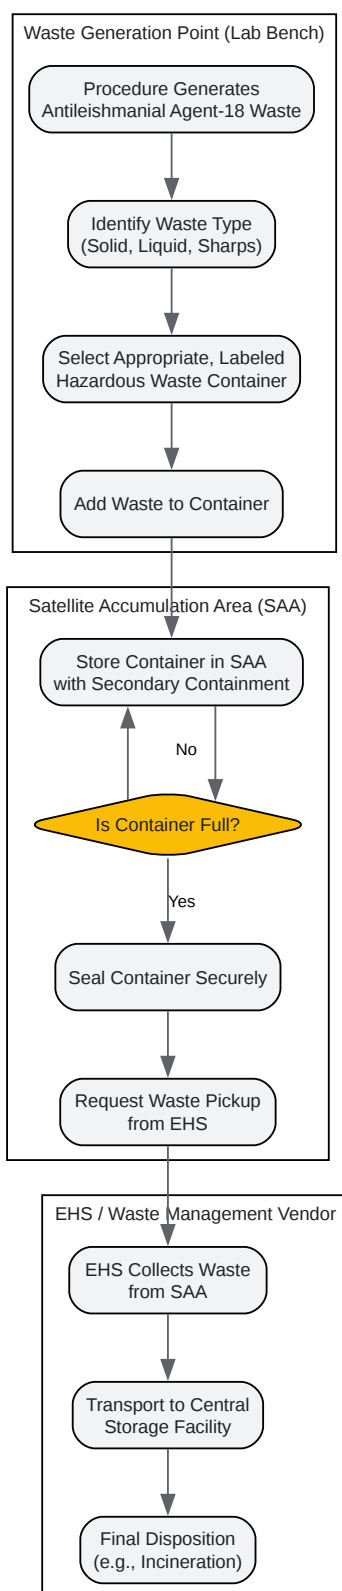 Waste Generation Point (Lab Bench)
Procedure Generates
Antileishmanial Agent-18 Waste
Identify Waste Type
(Solid, Liquid, Sharps)
Select Appropriate, Labeled
Hazardous Waste Container
Add Waste to Container
Satellite Accumulation Area (SAA)
Store Container in SAA
with Secondary Containment
No
Is Container Full?
Yes
Seal Container Securely
Request Waste Pickup
from EHS
EHS / Waste Management Vendor
EHS Collects Waste
from SAA
Transport to Central
Storage Facility
Final Disposition
(e.g., Incineration)